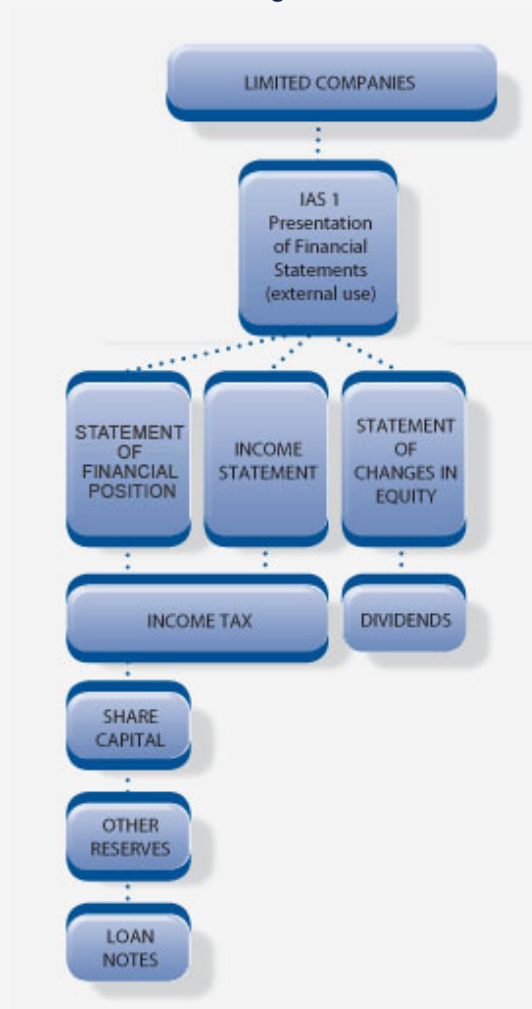 LIMITED COMPANIES
IAS 1
Presentation
of Financial
Statements
(external use)
STATEMENT
OF
FINANCIAL
POSITION
INCOME
STATEMENT
STATEMENT
OF
CHANGES IN
EQUITY
INCOME TAX
DIVIDENDS
SHARE
CAPITAL
OTHER
RESERVES
LOAN
NOTES